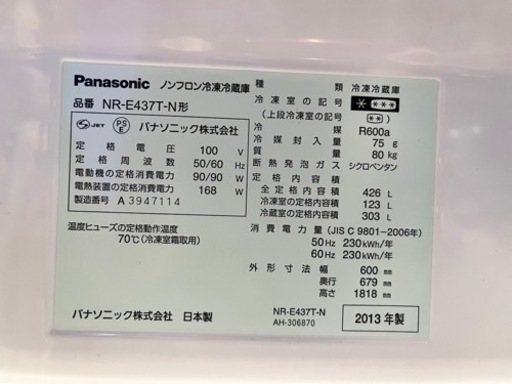 Panasonic ノンフロン冷凍冷蔵庫
品番 NR-E437T-N形
JET PSE パナソニック株式会社
定格電圧 100 V
定格周波数 50/60 Hz
電動機の定格消費電力 90/90 W
電熱装置の定格消費電力 168 W
製造番号 A 3947114
温度ヒューズの定格動作温度
70℃(冷凍室霜取用)
パナソニック株式会社 日本製
種類 冷凍冷蔵庫
冷凍室の記号 ****
(上段冷凍室の記号 **)
冷媒 R600a
冷媒封入量 75 g
質量 80 kg
断熱発泡ガス シクロペンタン
定格内容積
全定格内容積 426 L
冷凍室の定格内容積 123 L
冷蔵室の定格内容積 303 L
消費電力量 (JIS C 9801-2006年)
50Hz 230kWh/年
60Hz 230kWh/年
外形寸法 幅 600 mm
奥行 679 mm
高さ 1818 mm
NR-E437T-N
AH-306870
2013年製